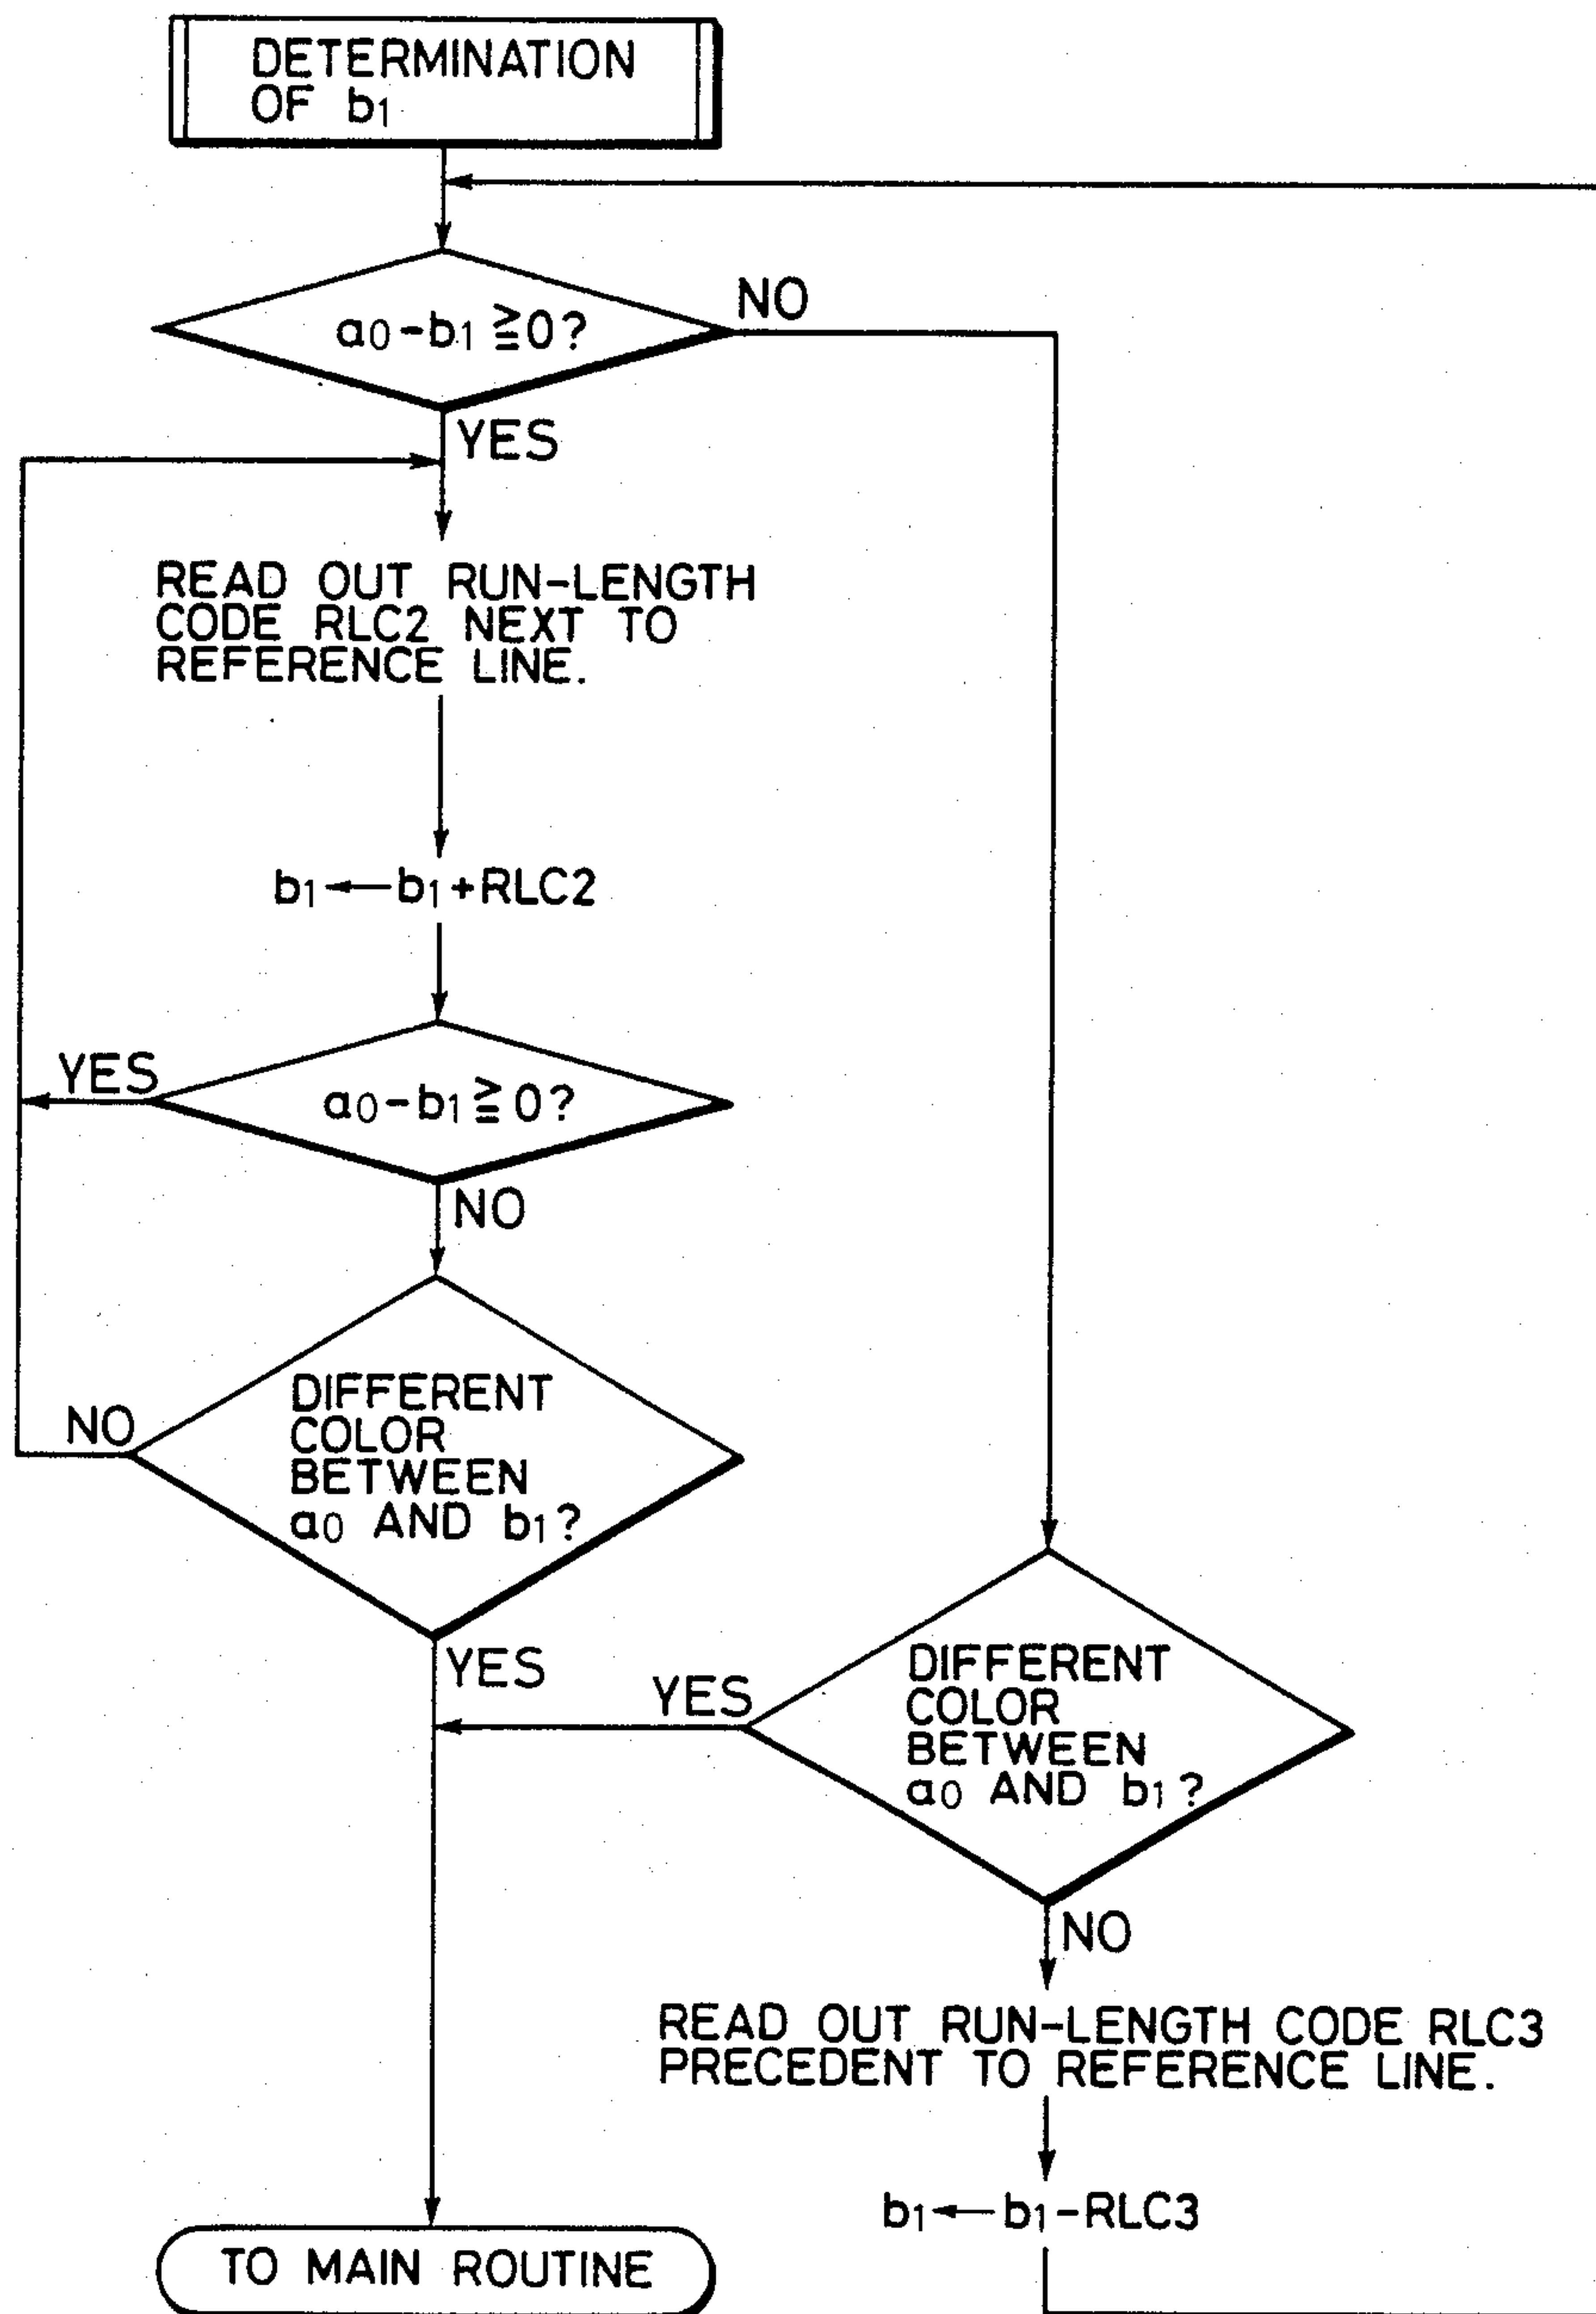 DETERMINATION
OF b1
a0-b1≧0?
NO
YES
READ OUT RUN-LENGTH
CODE RLC2 NEXT TO
REFERENCE LINE.
b1←b1+RLC2
YES
a0-b1≧0?
NO
DIFFERENT
COLOR
BETWEEN
a0 AND b1?
NO
YES
YES
DIFFERENT
COLOR
BETWEEN
a0 AND b1?
NO
READ OUT RUN-LENGTH CODE RLC3
PRECEDENT TO REFERENCE LINE.
b1←b1-RLC3
TO MAIN ROUTINE